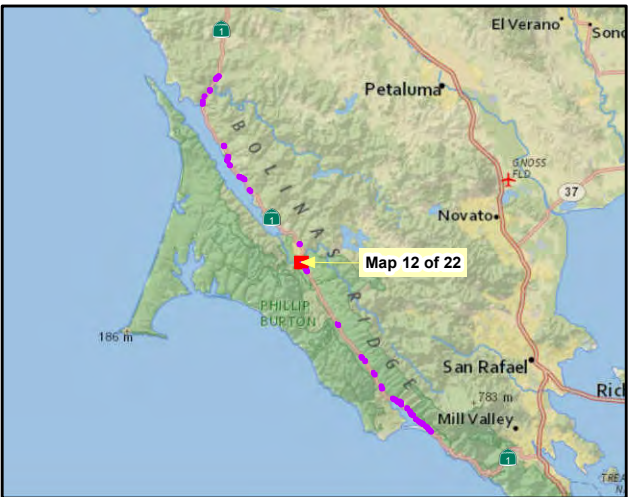 El Verano
Sono
1
Petaluma
BOLINAS RIDGE
GNOSS
FLD
37
Novato
1
Map 12 of 22
PHILLIP
BURTON
186 m
San Rafael
Rich
783 m
Mill Valley
1
TREA